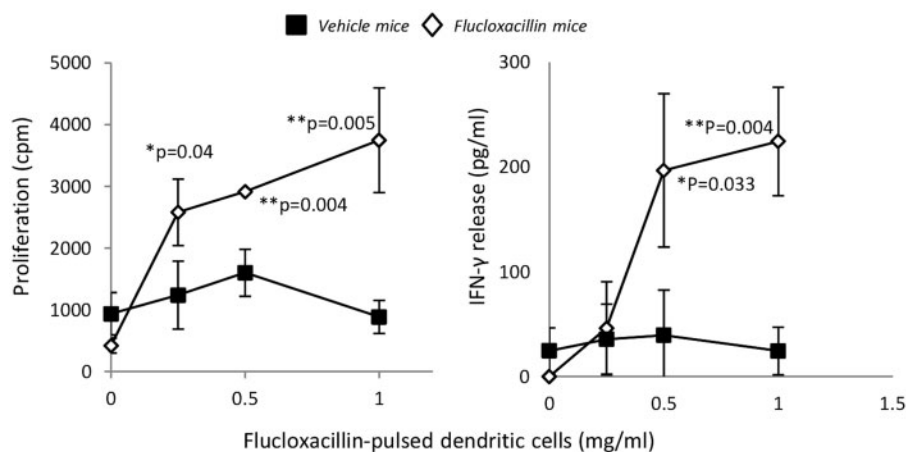 Vehicle mice Flucloxacillin mice
Proliferation (cpm)
5000
4000
3000
2000
1000
0
**p=0.005
*p=0.04
**p=0.004
0 0.5 1
IFN-γ release (pg/ml)
300
200
100
0
**P=0.004
*P=0.033
0 0.5 1 1.5
Flucloxacillin-pulsed dendritic cells (mg/ml)